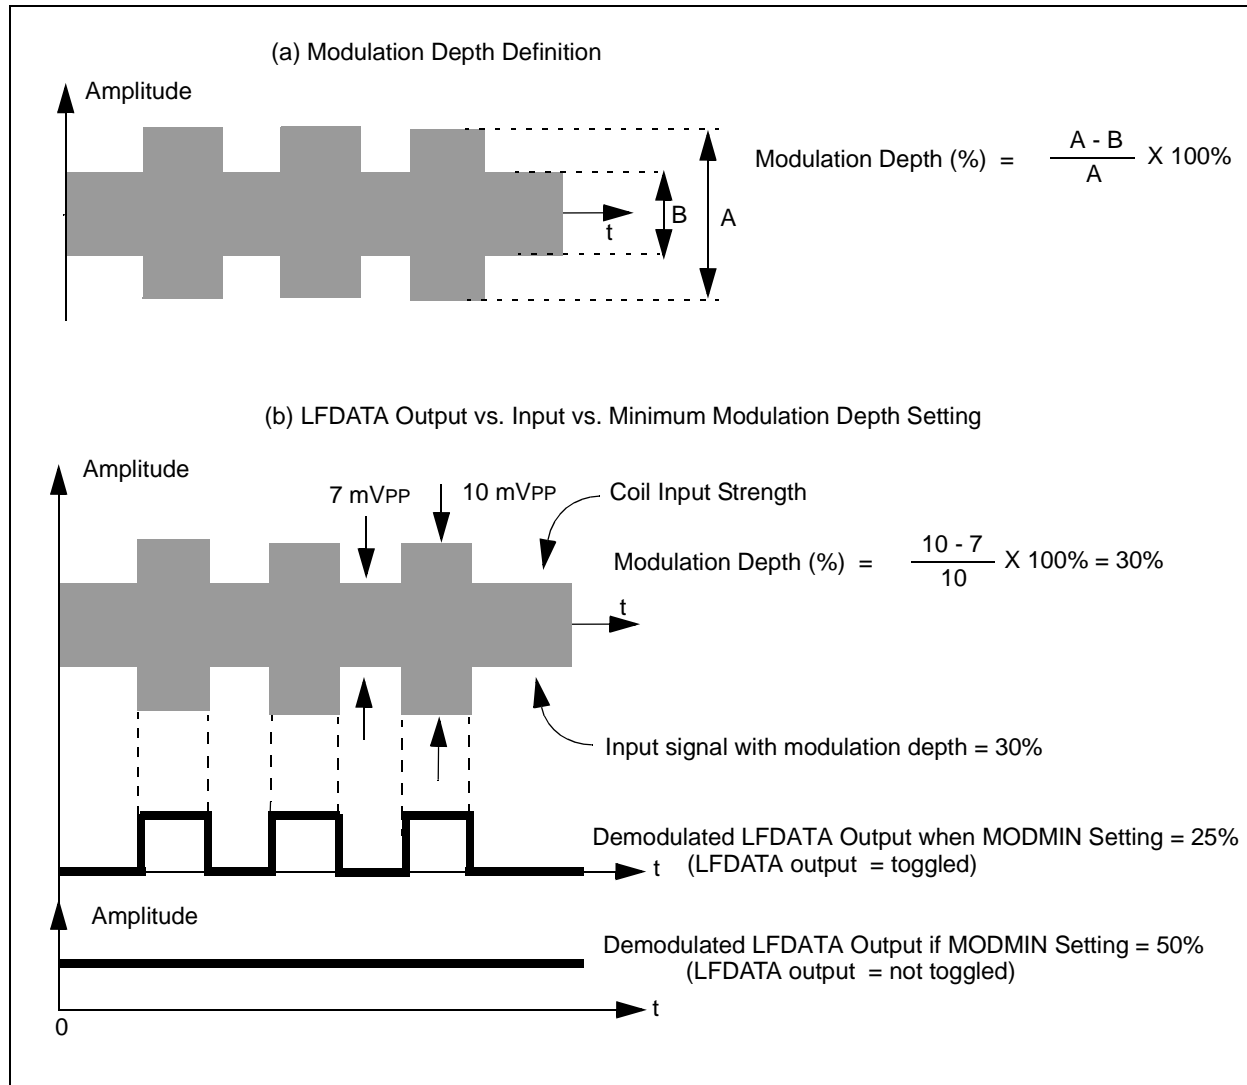 (a) Modulation Depth Definition
Amplitude
Modulation Depth (%) = A - B / A X 100%
B
A
t
(b) LFDATA Output vs. Input vs. Minimum Modulation Depth Setting
Amplitude
7 mVPP
10 mVPP
Coil Input Strength
Modulation Depth (%) = 10 - 7 / 10 X 100% = 30%
t
Input signal with modulation depth = 30%
Demodulated LFDATA Output when MODMIN Setting = 25%
t
(LFDATA output = toggled)
Amplitude
Demodulated LFDATA Output if MODMIN Setting = 50%
(LFDATA output = not toggled)
t
0